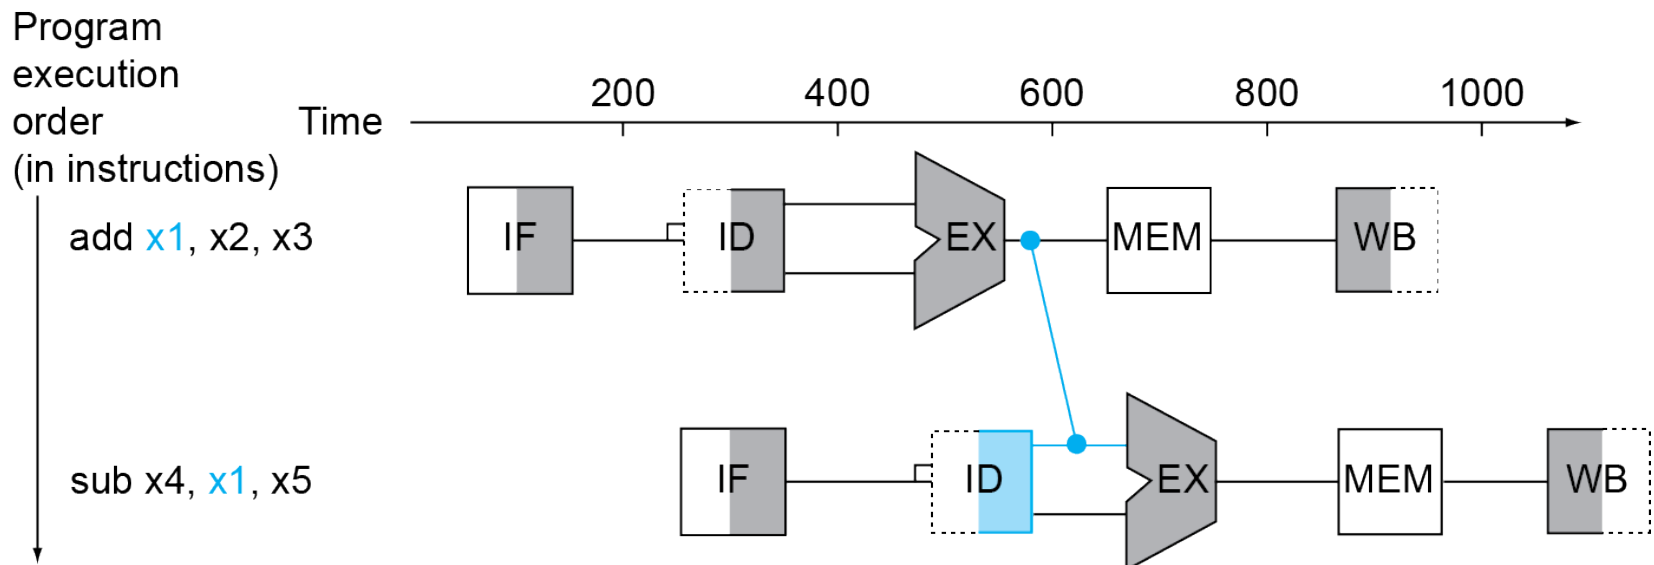 Program
execution
order
(in instructions)
Time
200 400 600 800 1000
add x1, x2, x3
IF ID EX MEM WB
sub x4, x1, x5
IF ID EX MEM WB